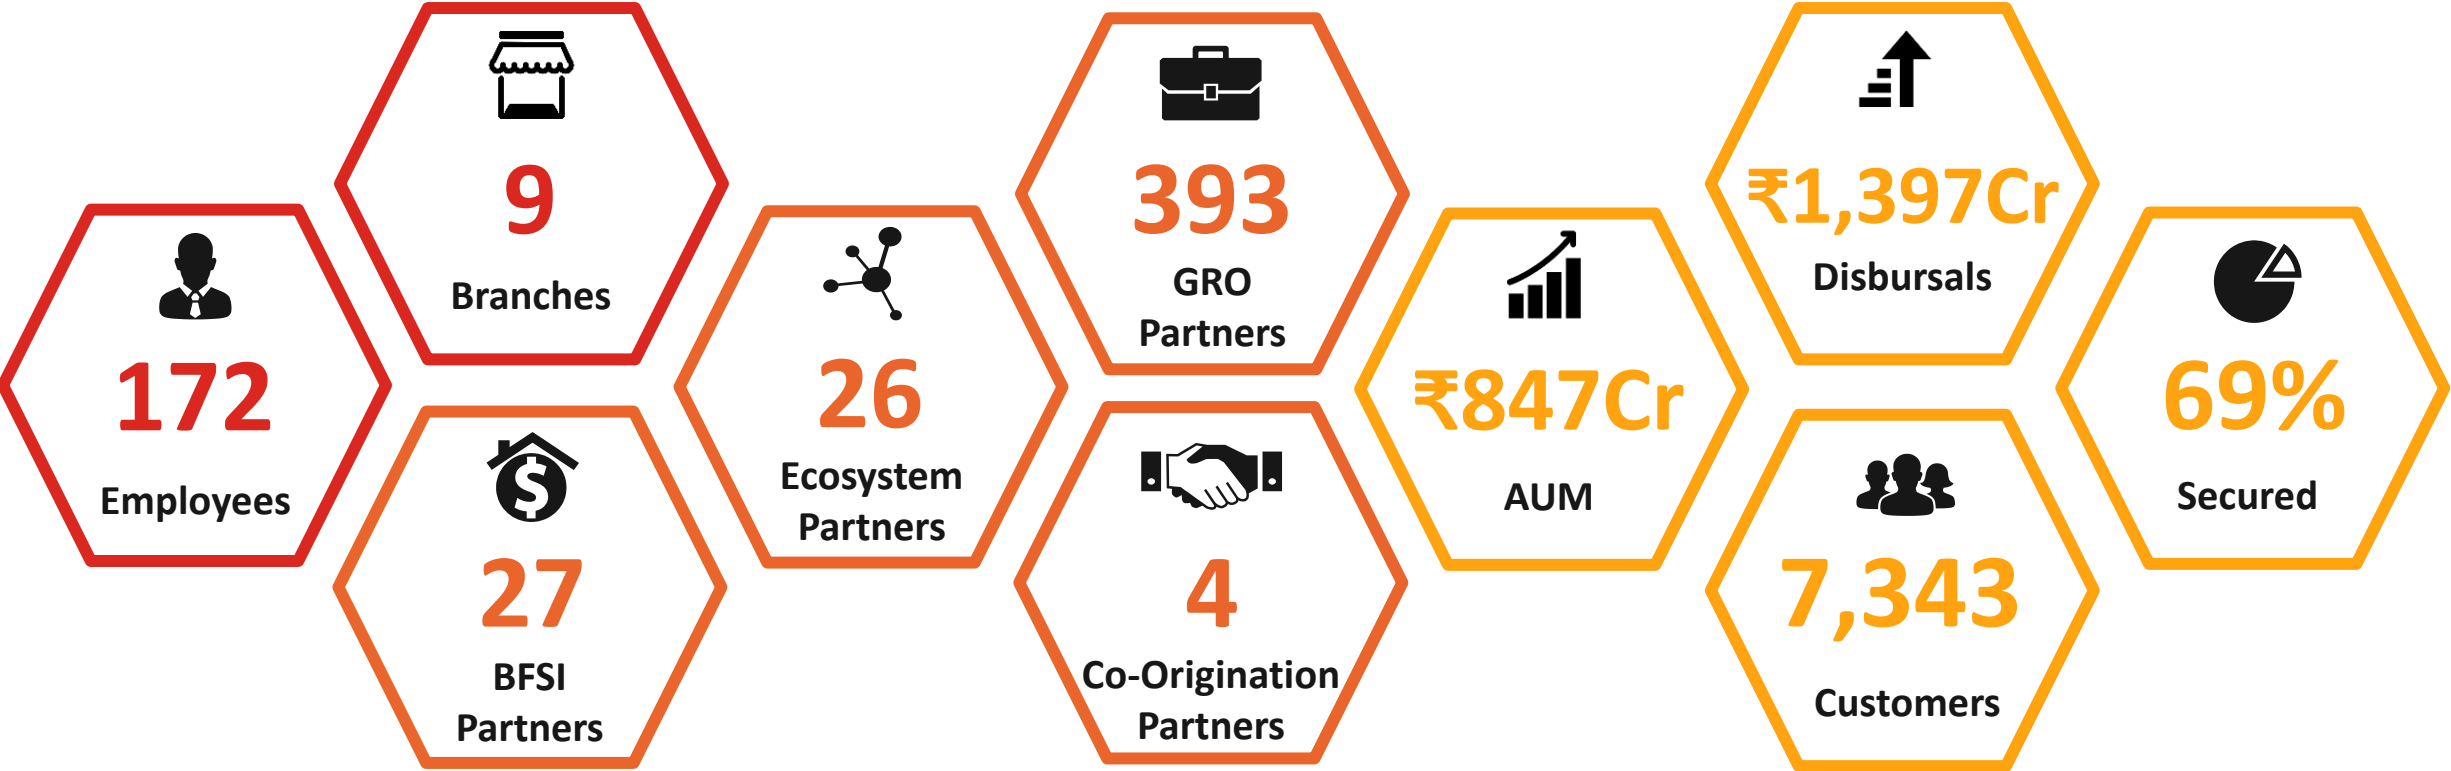 172
Employees
9
Branches
27
BFSI
Partners
26
Ecosystem
Partners
393
GRO
Partners
4
Co-Origination
Partners
₹847Cr
AUM
₹1,397Cr
Disbursals
7,343
Customers
69%
Secured